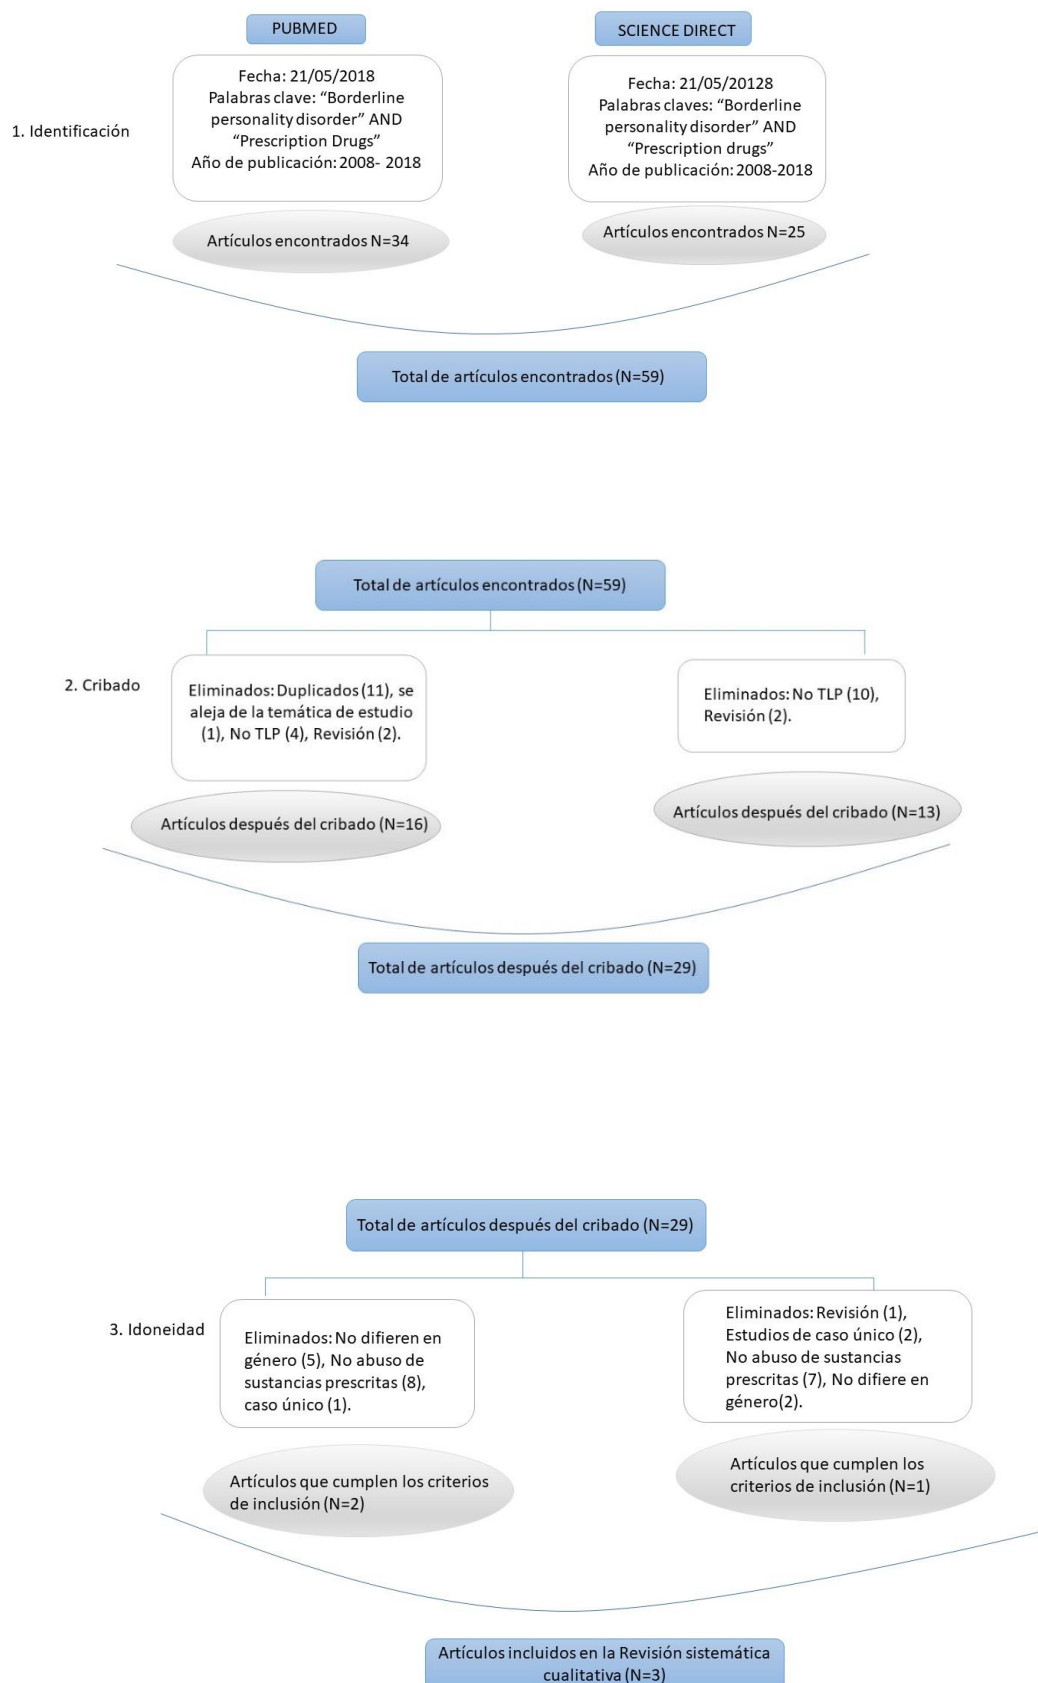 PUBMED
SCIENCE DIRECT
1. Identificación
Fecha: 21/05/2018
Palabras clave: “Borderline
personality disorder” AND
“Prescription Drugs”
Año de publicación: 2008- 2018
Fecha: 21/05/20128
Palabras claves: “Borderline
personality disorder” AND
“Prescription drugs”
Año de publicación: 2008-2018
Artículos encontrados N=34
Artículos encontrados N=25
Total de artículos encontrados (N=59)
Total de artículos encontrados (N=59)
2. Cribado
Eliminados: Duplicados (11), se
aleja de la temática de estudio
(1), No TLP (4), Revisión (2).
Eliminados: No TLP (10),
Revisión (2).
Artículos después del cribado (N=16)
Artículos después del cribado (N=13)
Total de artículos después del cribado (N=29)
Total de artículos después del cribado (N=29)
3. Idoneidad
Eliminados: No difieren en
género (5), No abuso de
sustancias prescritas (8),
caso único (1).
Eliminados: Revisión (1),
Estudios de caso único (2),
No abuso de sustancias
prescritas (7), No difiere en
género(2).
Artículos que cumplen los criterios
de inclusión (N=2)
Artículos que cumplen los
criterios de inclusión (N=1)
Artículos incluidos en la Revisión sistemática
cualitativa (N=3)